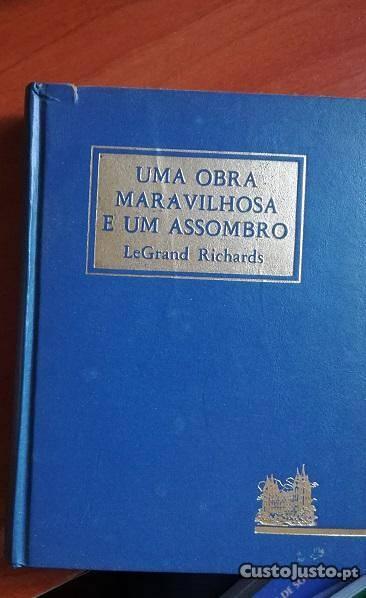 UMA OBRA
MARAVILHOSA
E UM ASSOMBRO
LeGrand Richards
CustoJusto.pt